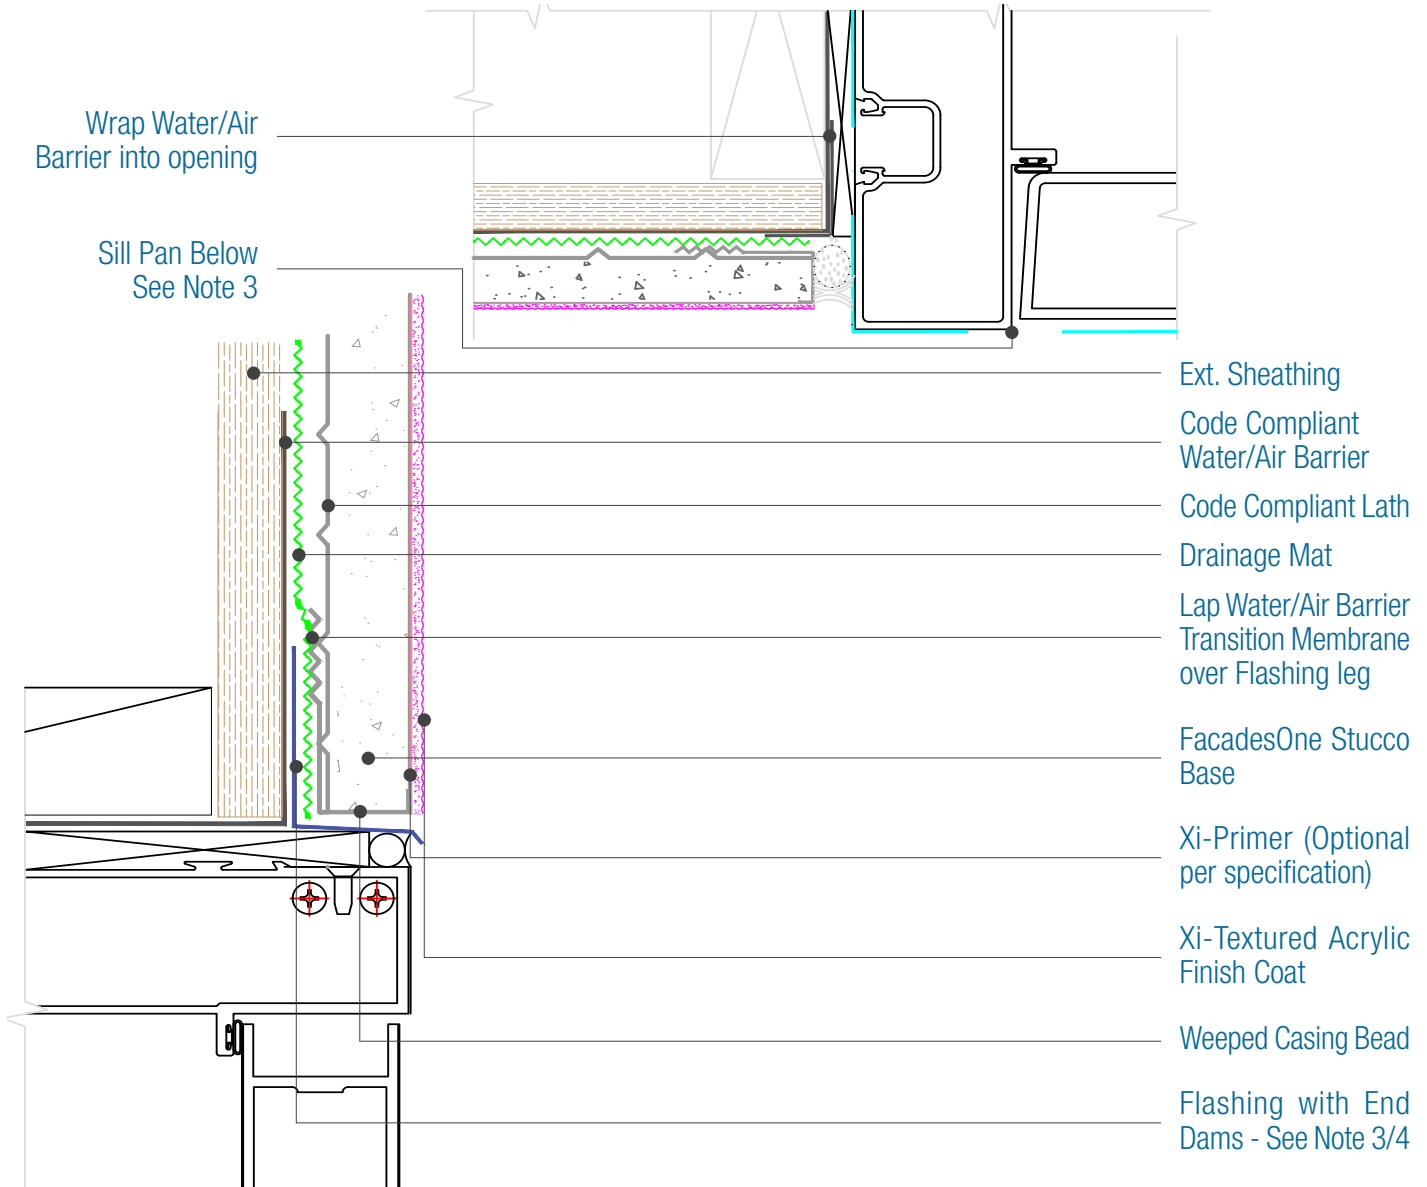 Wrap Water/Air
Barrier into opening
Sill Pan Below
See Note 3
Ext. Sheathing
Code Compliant
Water/Air Barrier
Code Compliant Lath
Drainage Mat
Lap Water/Air Barrier
Transition Membrane
over Flashing leg
FacadesOne Stucco
Base
Xi-Primer (Optional
per specification)
Xi-Textured Acrylic
Finish Coat
Weeped Casing Bead
Flashing with End
Dams - See Note 3/4